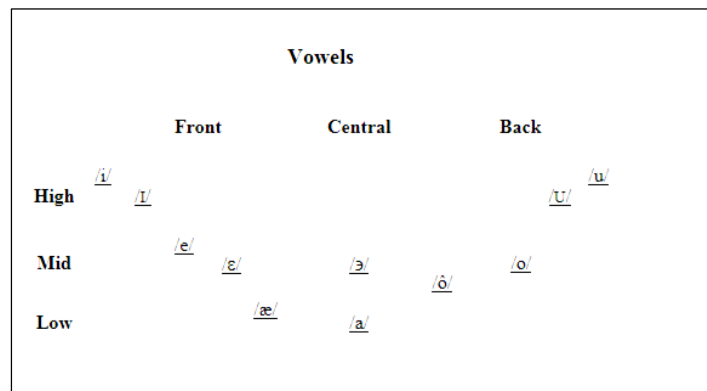 Vowels
Front Central Back
/i/ /u/
High /I/ /U/
/e/
Mid /ɛ/ /э/ /o/
/ô/
/æ/
Low /a/